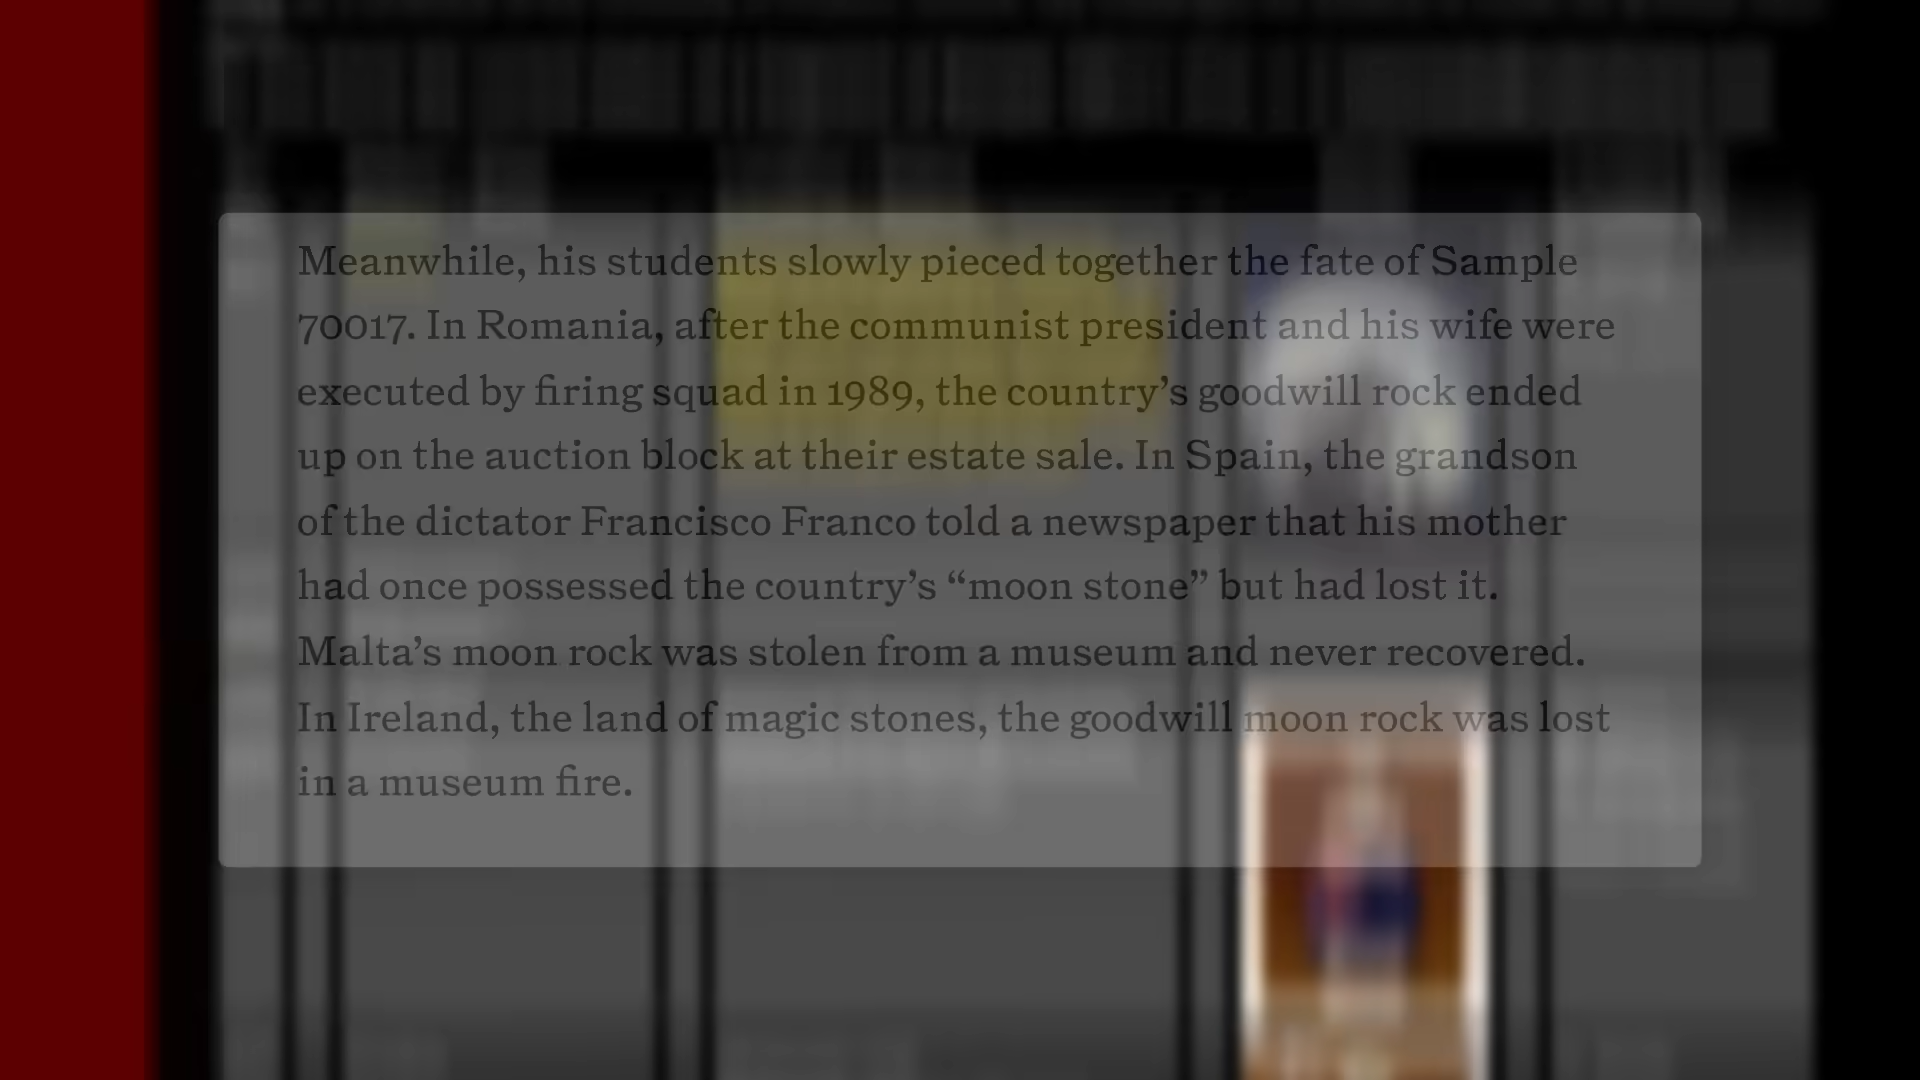 Meanwhile, his students slowly pieced together the fate of Sample
70017. In Romania, after the communist president and his wife were
executed by firing squad in 1989, the country’s goodwill rock ended
up on the auction block at their estate sale. In Spain, the grandson
of the dictator Francisco Franco told a newspaper that his mother
had once possessed the country’s “moon stone” but had lost it.
Malta’s moon rock was stolen from a museum and never recovered.
In Ireland, the land of magic stones, the goodwill moon rock was lost
in a museum fire.